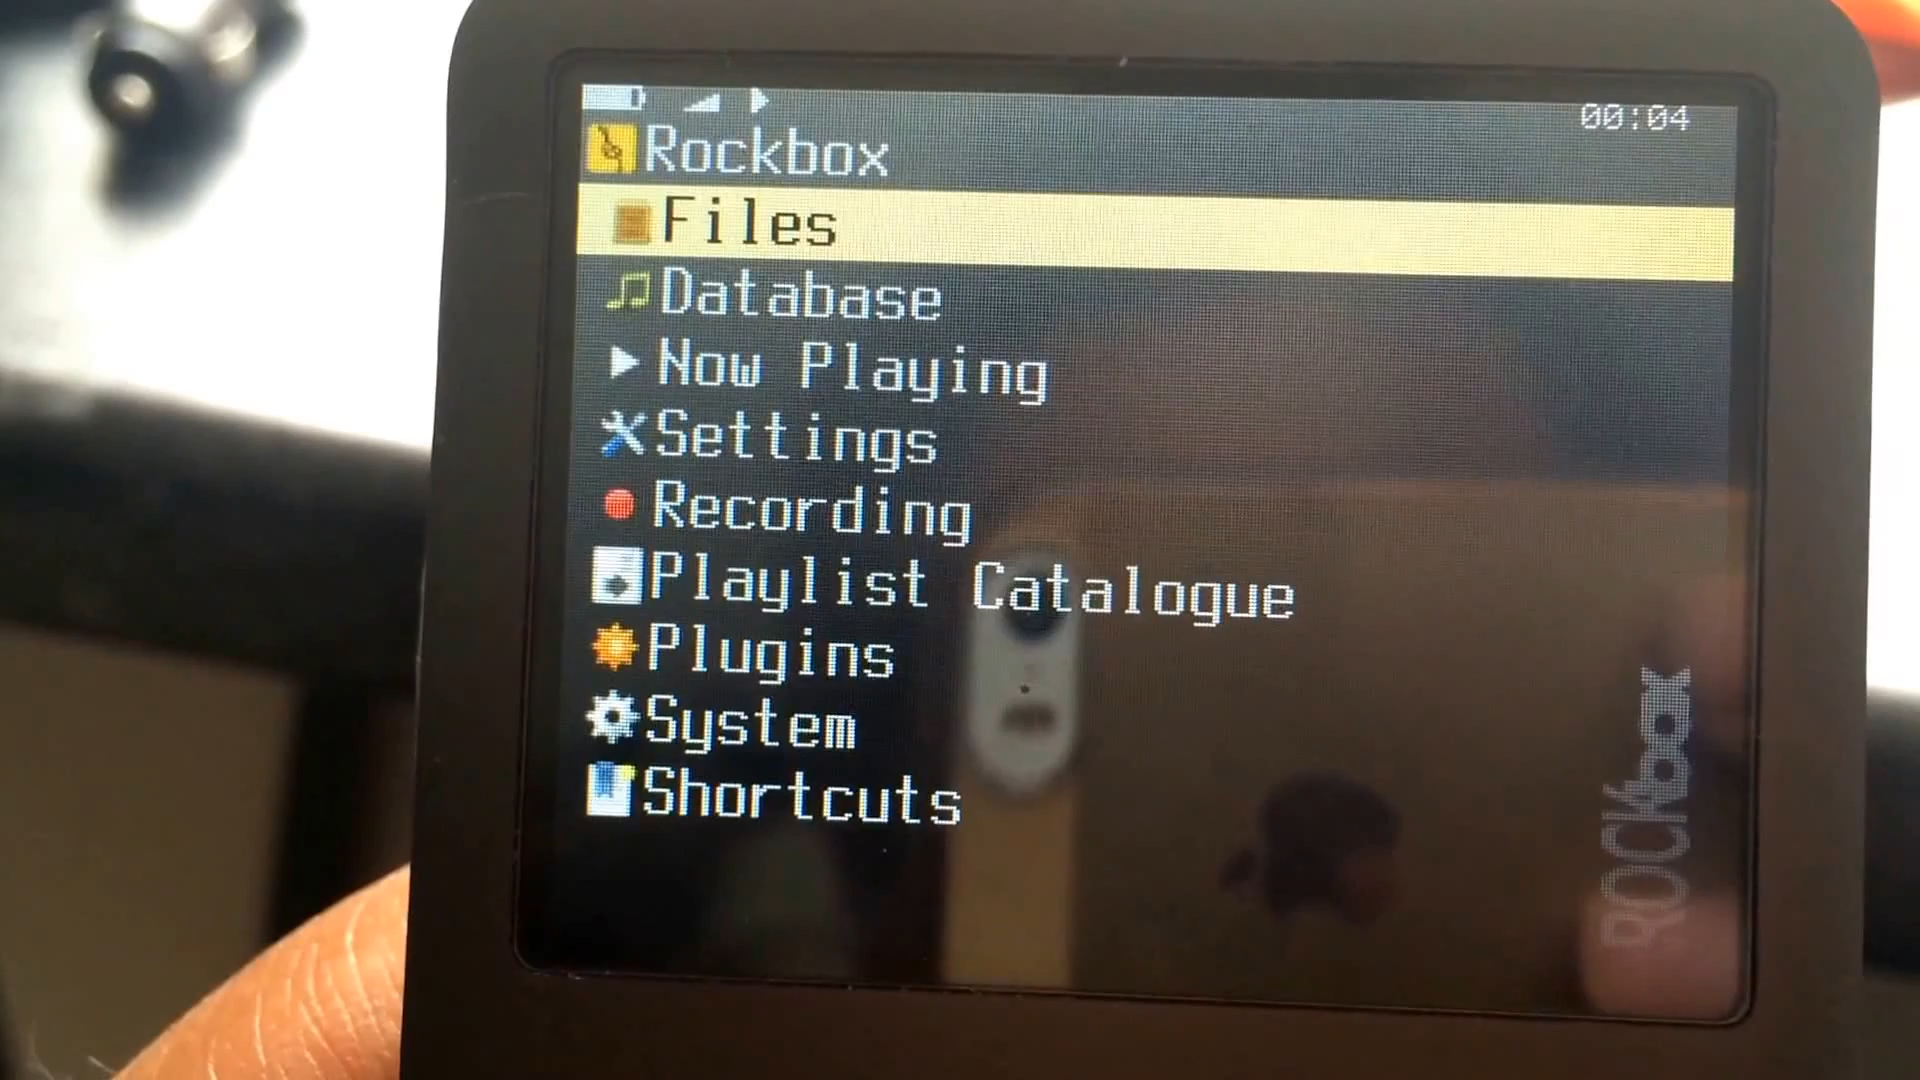 00:04
Rockbox
Files
Database
Now Playing
Settings
Recording
Playlist Catalogue
Plugins
System
Shortcuts
ROCKbox